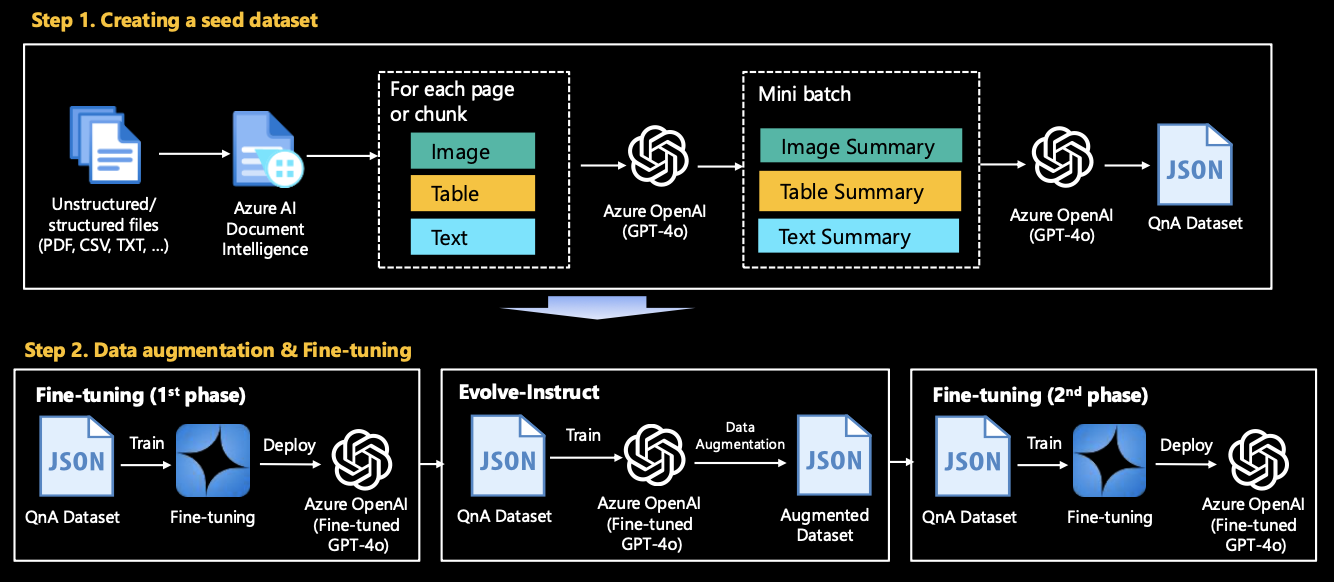 Step 1. Creating a seed dataset
Unstructured/
structured files
(PDF, CSV, TXT, ...)
Azure AI
Document
Intelligence
For each page
or chunk
Image
Table
Text
Azure OpenAI
(GPT-4o)
Mini batch
Image Summary
Table Summary
Text Summary
Azure OpenAI
(GPT-4o)
JSON
QnA Dataset
Step 2. Data augmentation & Fine-tuning
Fine-tuning (1st phase)
JSON
QnA Dataset
Train
Fine-tuning
Deploy
Azure OpenAI
(Fine-tuned
GPT-4o)
Evolve-Instruct
JSON
QnA Dataset
Train
Azure OpenAI
(Fine-tuned
GPT-4o)
Data
Augmentation
JSON
Augmented
Dataset
Fine-tuning (2nd phase)
JSON
QnA Dataset
Train
Fine-tuning
Deploy
Azure OpenAI
(Fine-tuned
GPT-4o)